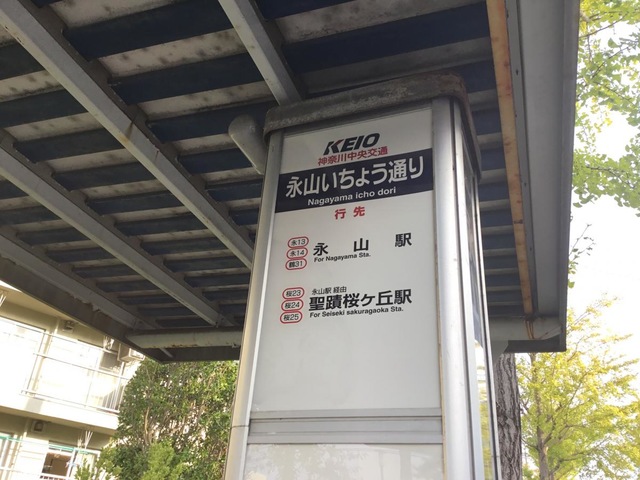 KEIO
神奈川中央交通
永山いちょう通り
Nagayama icho dori
行先
永13
永14
鶴31
永山駅
For Nagayama Sta.
桜23
桜24
桜25
永山駅 経由
聖蹟桜ケ丘駅
For Seiseki sakuragaoka Sta.